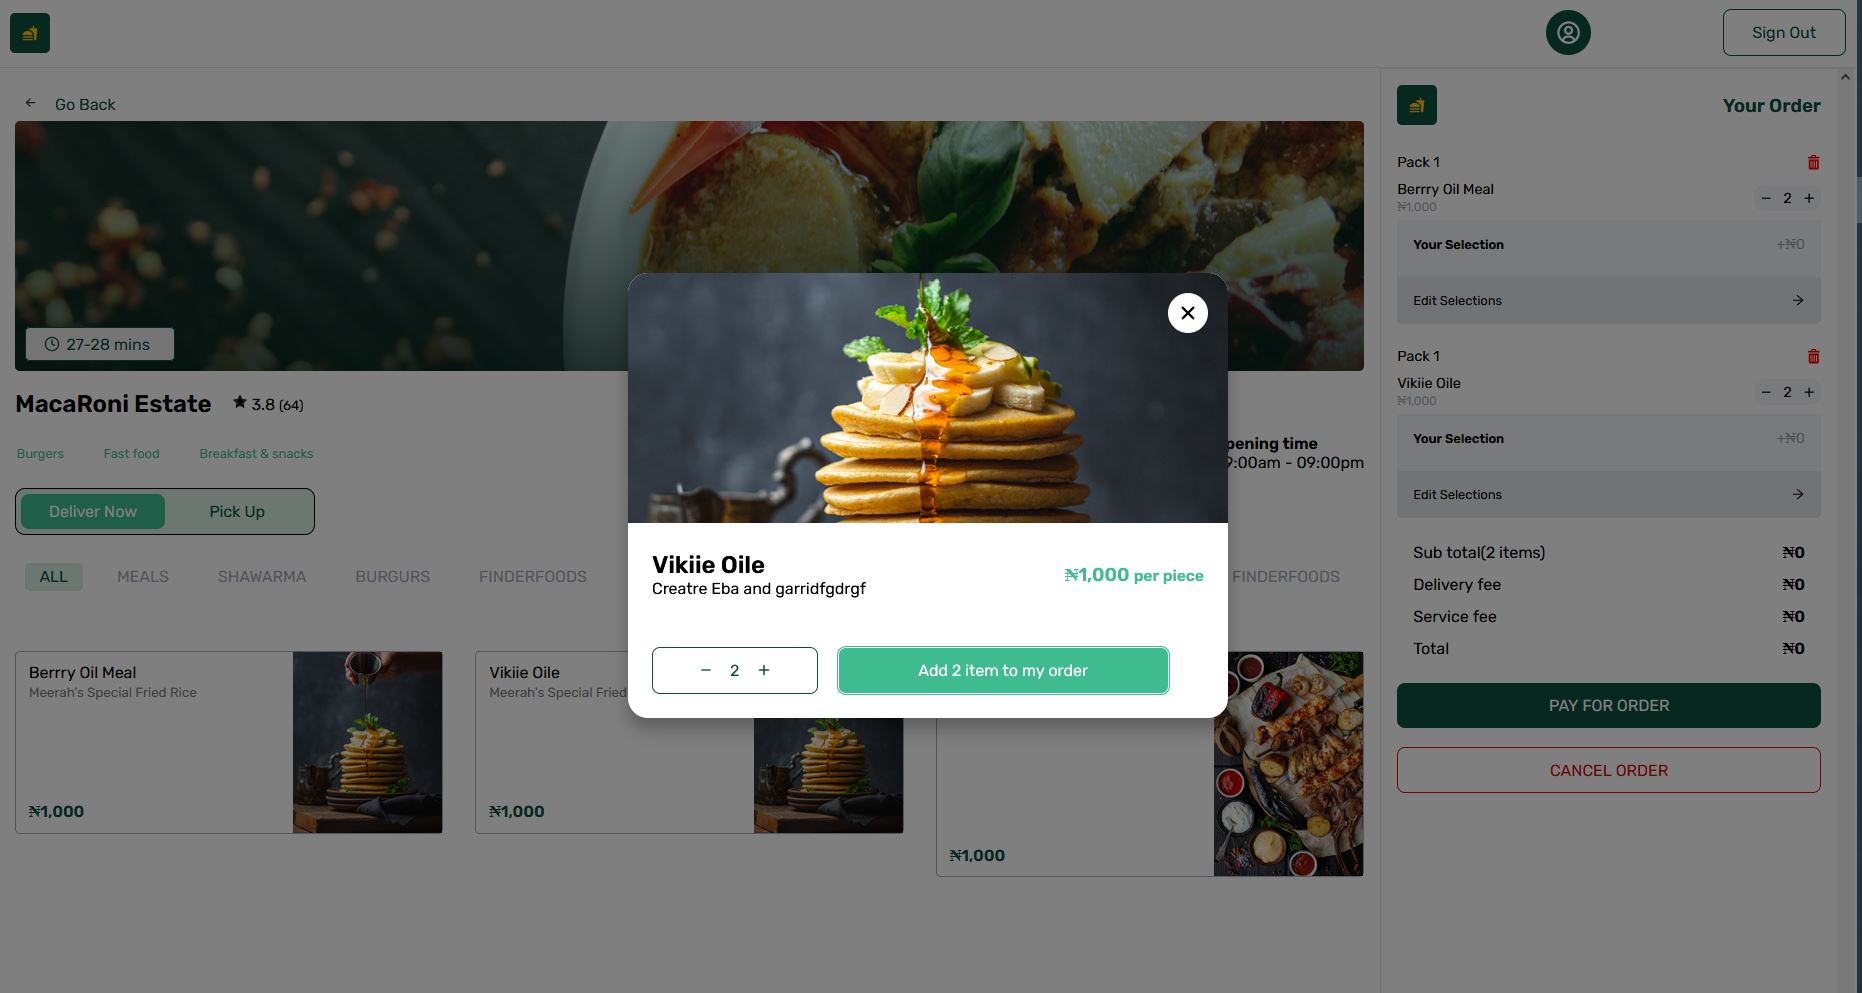 Sign Out
Go Back
27-28 mins
MacaRoni Estate 3.8 (64)
Burgers Fast food Breakfast & snacks
pening time
9:00am - 09:00pm
Deliver Now Pick Up
ALL MEALS SHAWARMA BURGURS FINDERFOODS FINDERFOODS
Berrry Oil Meal
Meerah's Special Fried Rice
₦1,000
Vikiie Oile
Meerah's Special Fried
₦1,000
₦1,000
Vikiie Oile
Creatre Eba and garridfgdrgf
₦1,000 per piece
− 2 +
Add 2 item to my order
Your Order
Pack 1
Berrry Oil Meal
₦1,000
− 2 +
Your Selection +₦0
Edit Selections
Pack 1
Vikiie Oile
₦1,000
− 2 +
Your Selection +₦0
Edit Selections
Sub total(2 items) ₦0
Delivery fee ₦0
Service fee ₦0
Total ₦0
PAY FOR ORDER
CANCEL ORDER